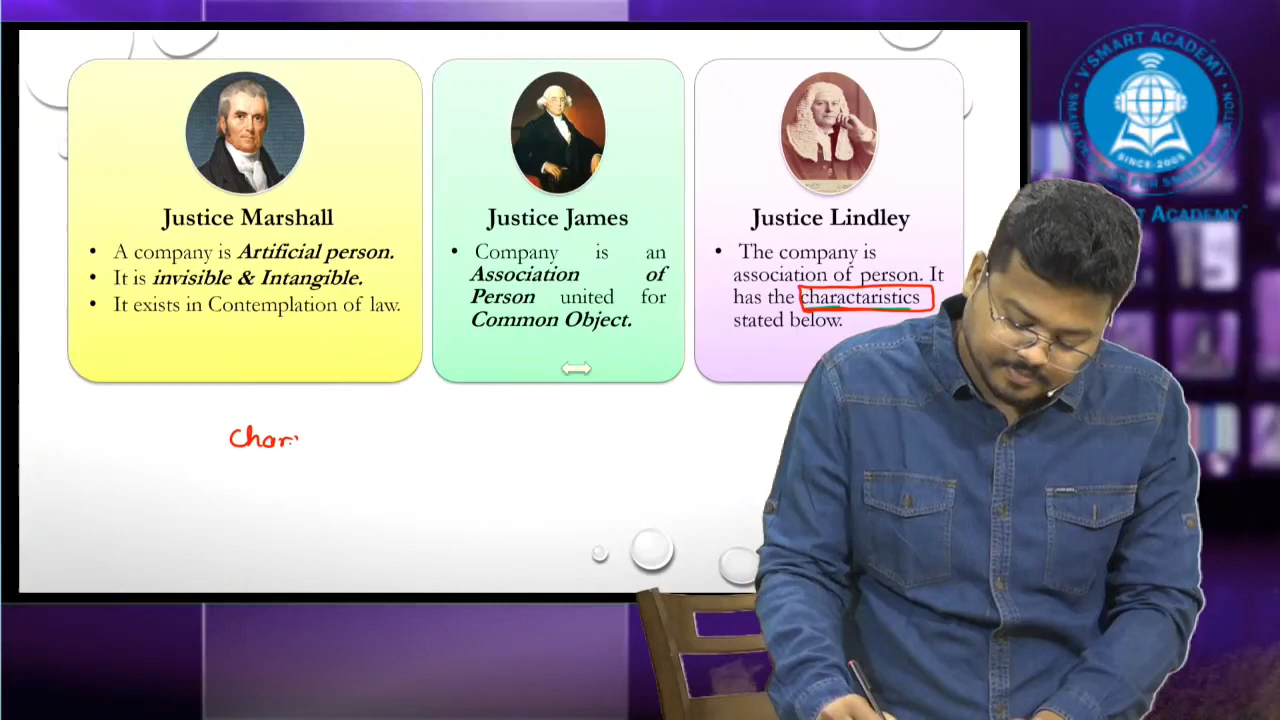 Justice Marshall
• A company is Artificial person.
• It is invisible & Intangible.
• It exists in Contemplation of law.
Justice James
• Company is an
Association of
Person united for
Common Object.
Justice Lindley
• The company is
association of person. It
has the charactaristics
stated below.
Char
V'SMART ACADEMY
SINCE-2005
ART ACADEMY